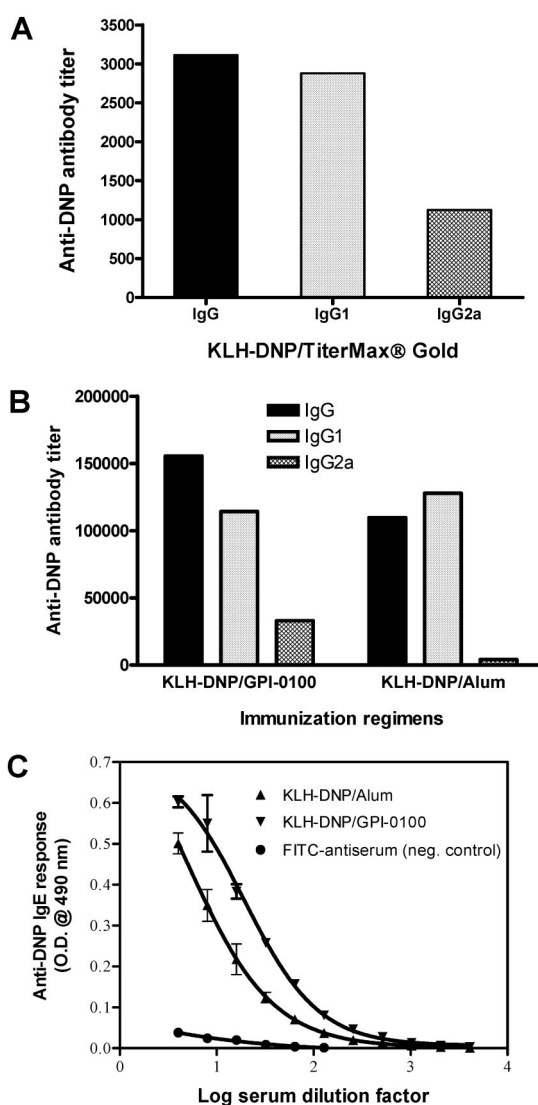 A
Anti-DNP antibody titer
3500
3000
2500
2000
1500
1000
500
0
IgG IgG1 IgG2a
KLH-DNP/TiterMax® Gold
B
Anti-DNP antibody titer
200000
150000
100000
50000
0
IgG
IgG1
IgG2a
KLH-DNP/GPI-0100 KLH-DNP/Alum
Immunization regimens
C
Anti-DNP IgE response
(O.D. @ 490 nm)
0.7
0.6
0.5
0.4
0.3
0.2
0.1
0.0
KLH-DNP/Alum
KLH-DNP/GPI-0100
FITC-antiserum (neg. control)
0 1 2 3 4
Log serum dilution factor